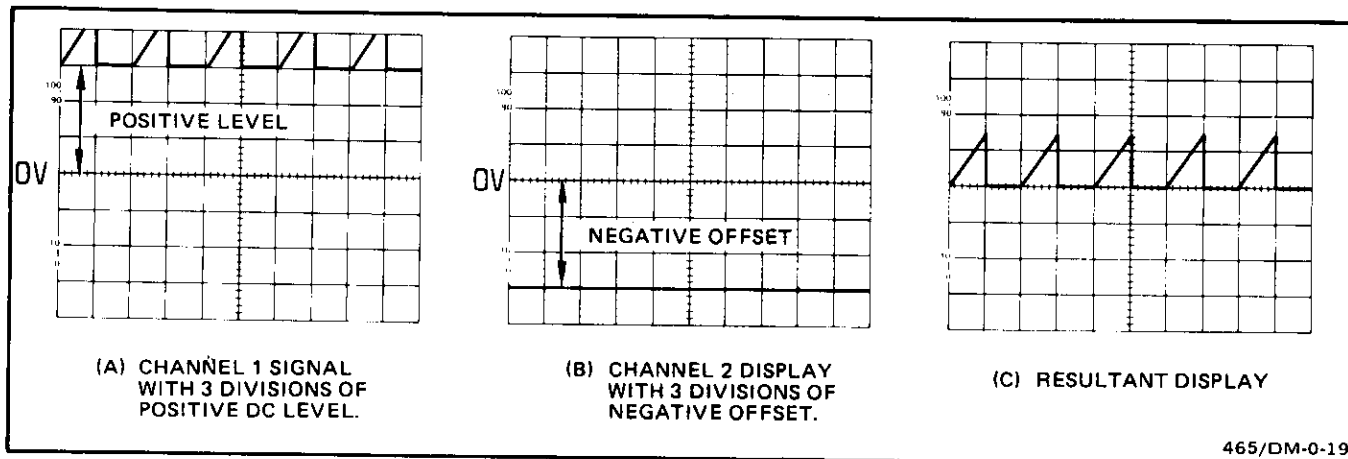 100
90
POSITIVE LEVEL
0V
10
(A) CHANNEL 1 SIGNAL
WITH 3 DIVISIONS OF
POSITIVE DC LEVEL.
100
90
0V
NEGATIVE OFFSET
(B) CHANNEL 2 DISPLAY
WITH 3 DIVISIONS OF
NEGATIVE OFFSET.
100
90
10
(C) RESULTANT DISPLAY
465/DM-0-19